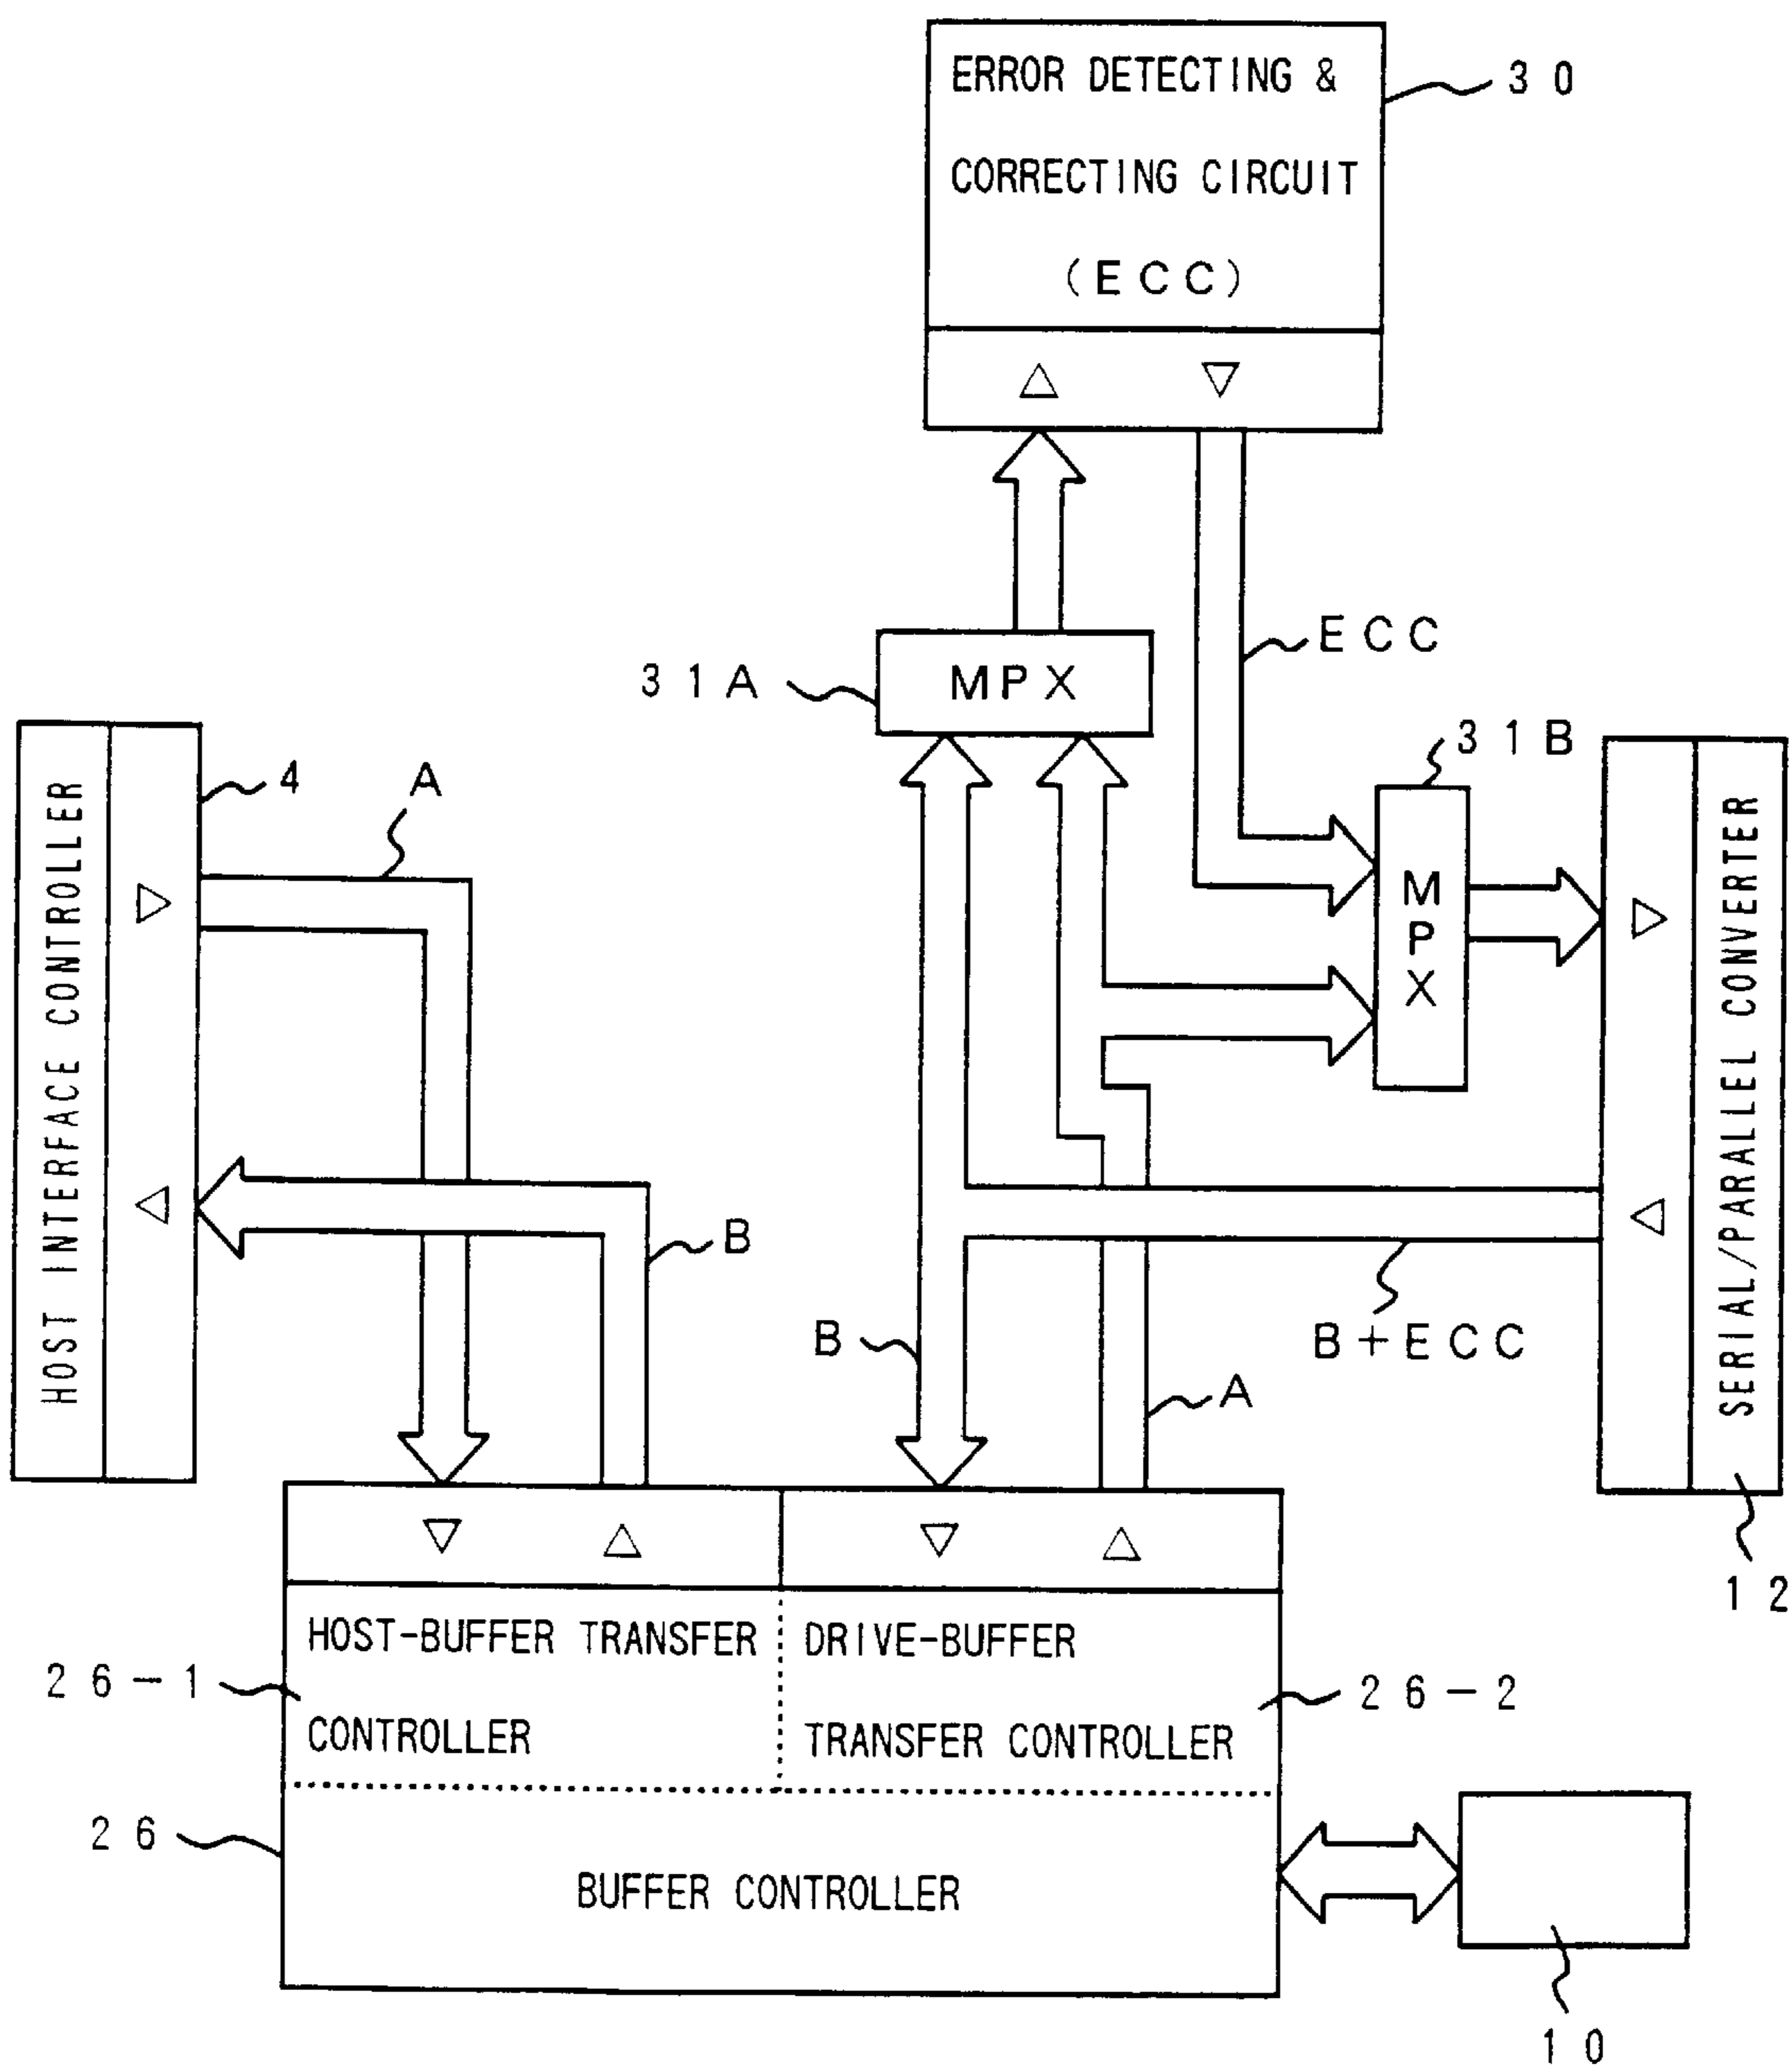 ERROR DETECTING &
CORRECTING CIRCUIT
(ECC)
30
ECC
31A
MPX
31B
MPX
4
A
HOST INTERFACE CONTROLLER
SERIAL/PARALLEL CONVERTER
B
B
B+ECC
A
12
HOST-BUFFER TRANSFER
CONTROLLER
DRIVE-BUFFER
TRANSFER CONTROLLER
26-1
26-2
26
BUFFER CONTROLLER
10